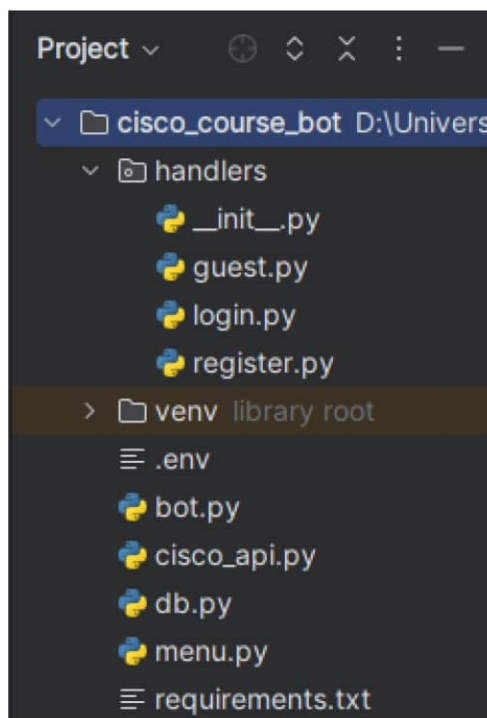 Project
cisco_course_bot D:\Univers
handlers
__init__.py
guest.py
login.py
register.py
venv library root
.env
bot.py
cisco_api.py
db.py
menu.py
requirements.txt